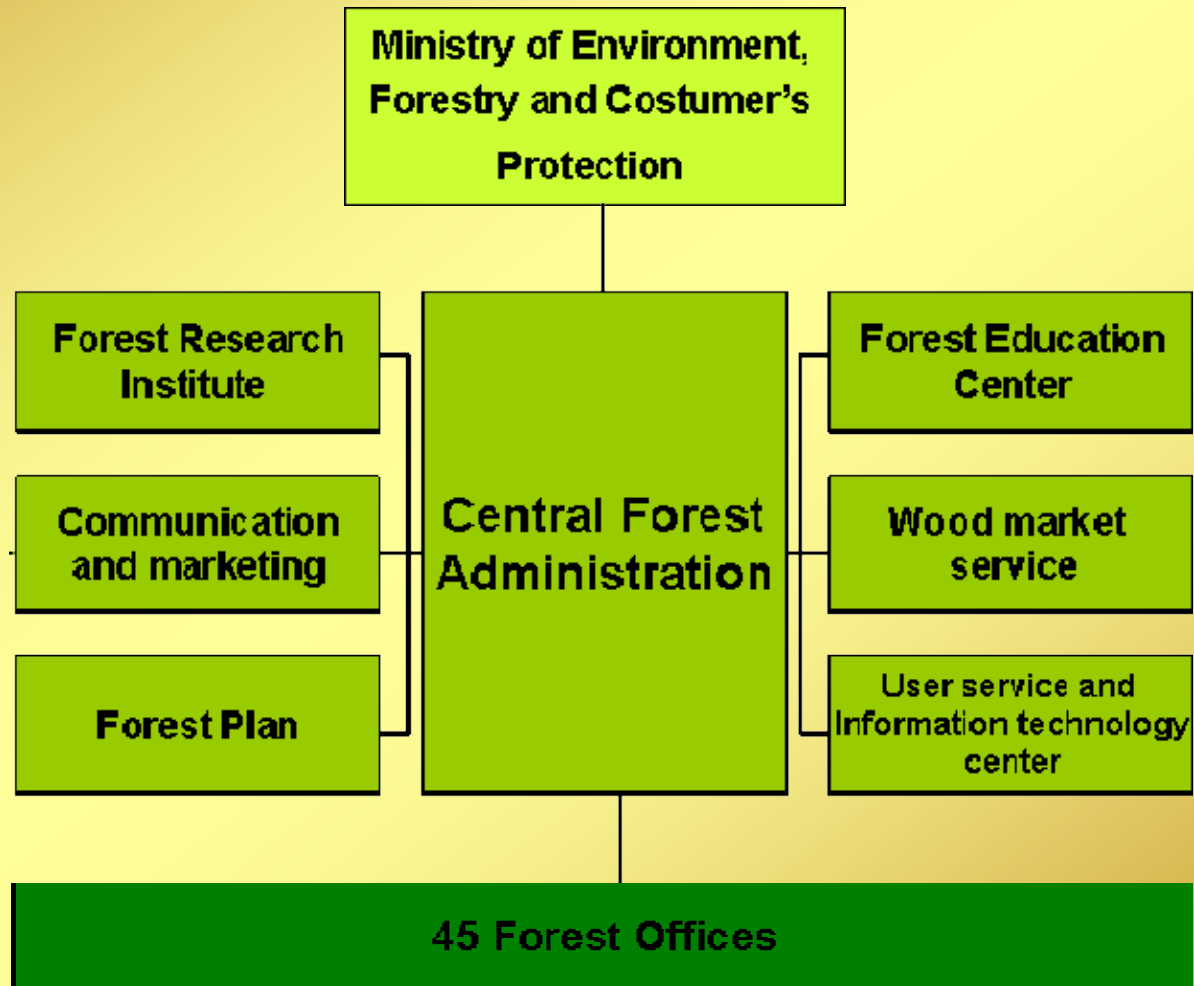 Ministry of Environment,
Forestry and Costumer's
Protection
Forest Research
Institute
Communication
and marketing
Forest Plan
Central Forest
Administration
Forest Education
Center
Wood market
service
User service and
Information technology
center
45 Forest Offices